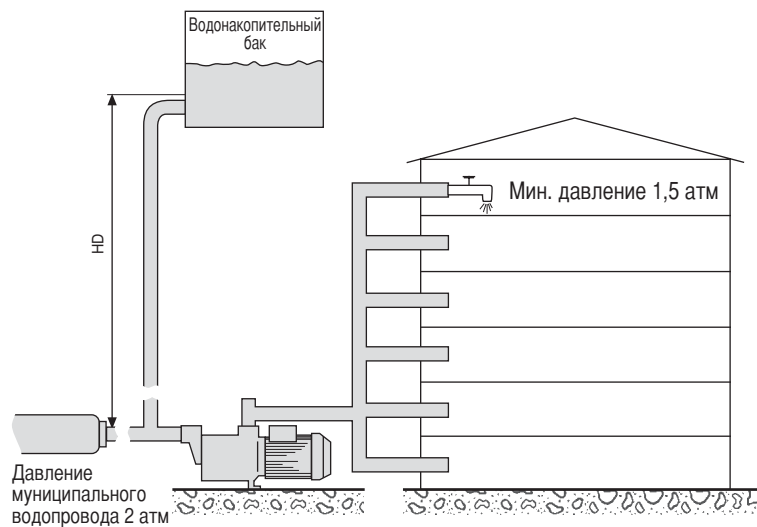 Водонакопительный
бак
HD
Мин. давление 1,5 атм
Давление
муниципального
водопровода 2 атм